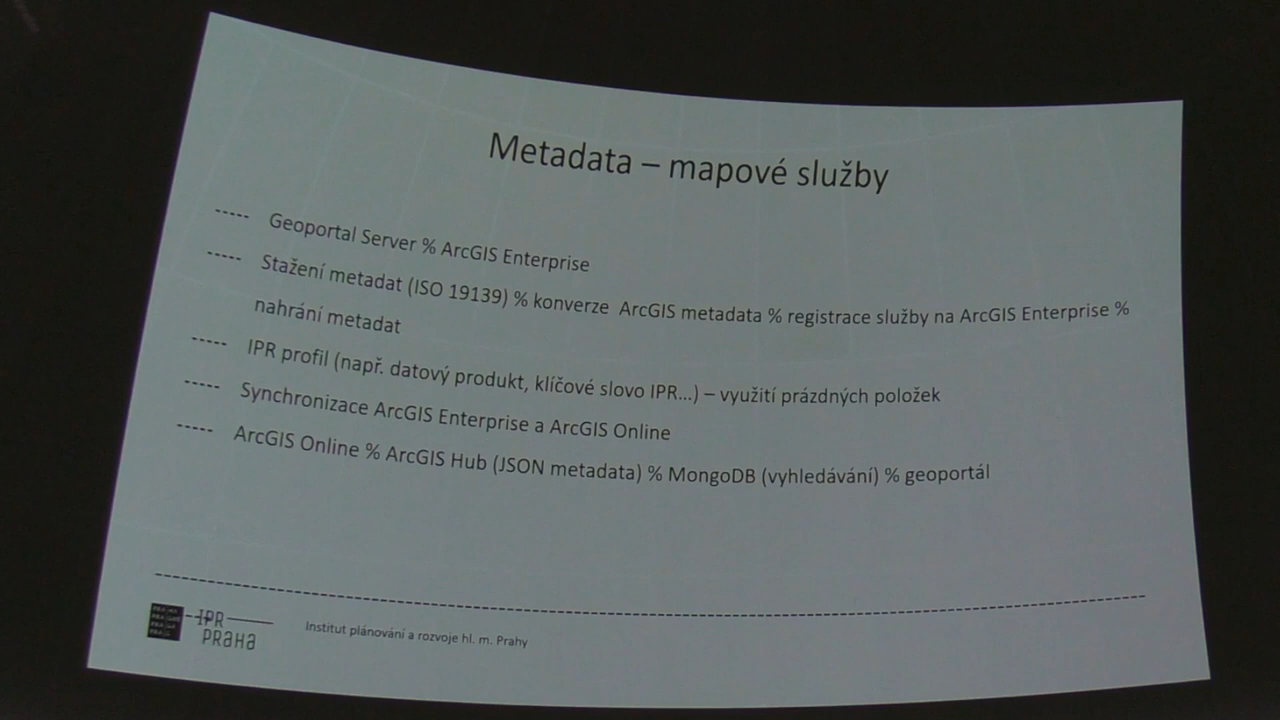 Metadata – mapové služby
----- Geoportal Server % ArcGIS Enterprise
----- Stažení metadat (ISO 19139) % konverze ArcGIS metadata % registrace služby na ArcGIS Enterprise %
nahrání metadat
----- IPR profil (např. datový produkt, klíčové slovo IPR...) – využití prázdných položek
----- Synchronizace ArcGIS Enterprise a ArcGIS Online
----- ArcGIS Online % ArcGIS Hub (JSON metadata) % MongoDB (vyhledávání) % geoportál
IPR
PRAHA
Institut plánování a rozvoje hl. m. Prahy